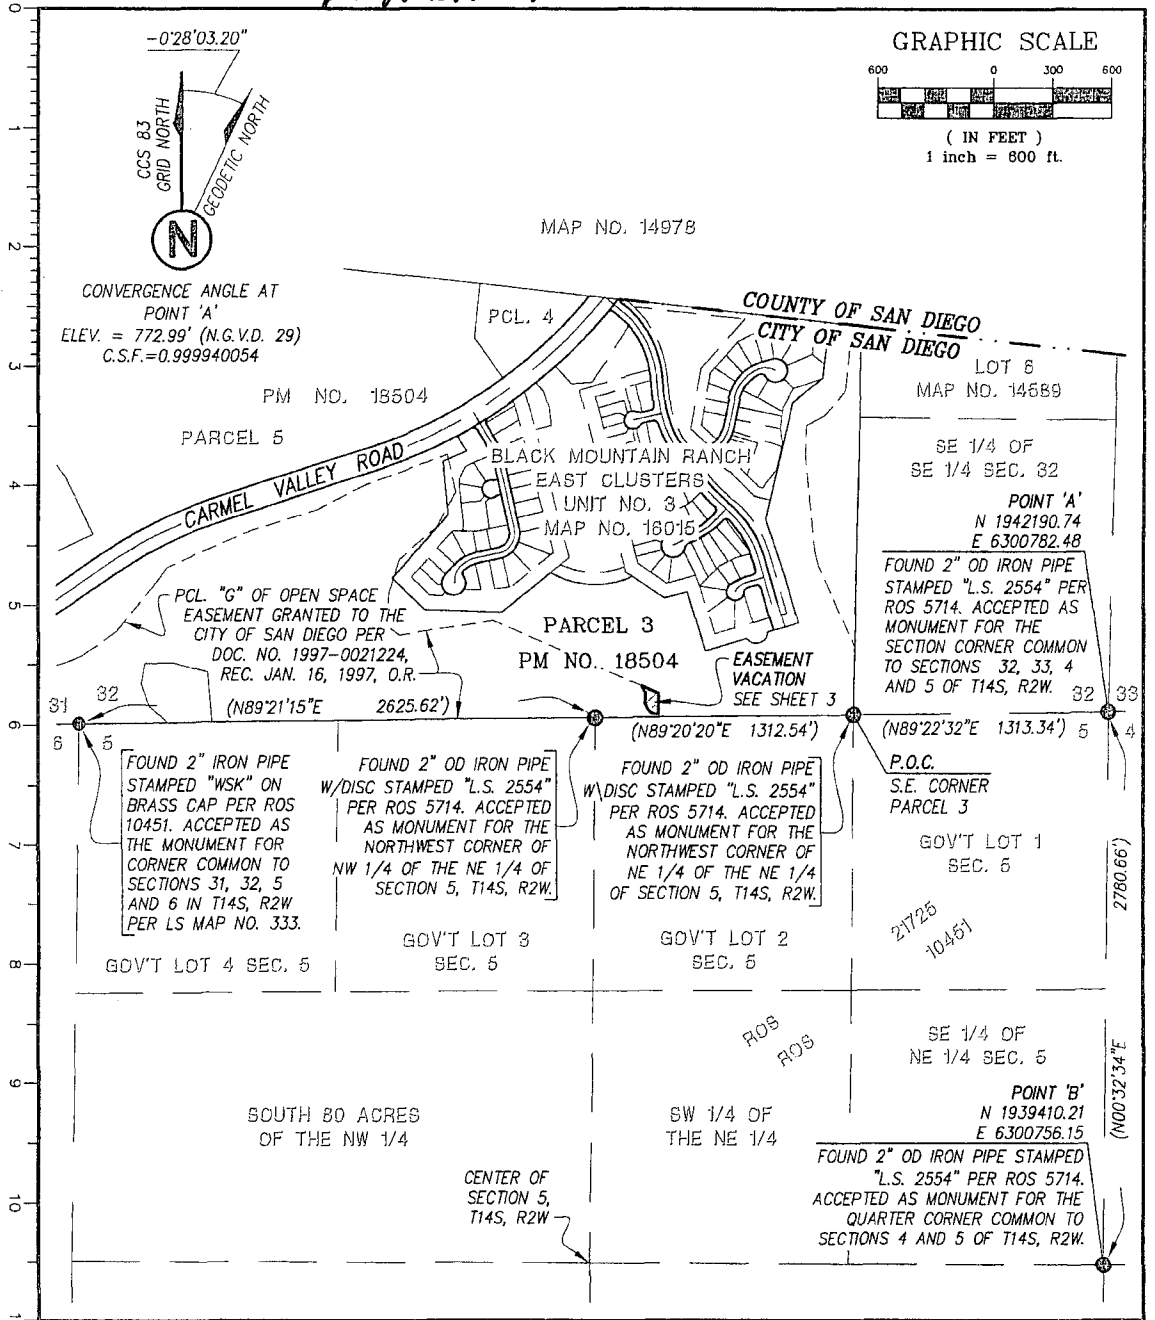 -0°28'03.20"
CCS 83
GRID NORTH
GEODETIC NORTH
N
CONVERGENCE ANGLE AT
POINT 'A'
ELEV. = 772.99' (N.G.V.D. 29)
C.S.F.=0.999940054
GRAPHIC SCALE
600 0 300 600
( IN FEET )
1 inch = 600 ft.
MAP NO. 14978
COUNTY OF SAN DIEGO
CITY OF SAN DIEGO
PCL. 4
PM NO. 18504
PARCEL 5
CARMEL VALLEY ROAD
BLACK MOUNTAIN RANCH
EAST CLUSTERS
UNIT NO. 3
MAP NO. 16015
LOT 6
MAP NO. 14589
SE 1/4 OF
SE 1/4 SEC. 32
POINT 'A'
N 1942190.74
E 6300782.48
FOUND 2" OD IRON PIPE
STAMPED "L.S. 2554" PER
ROS 5714. ACCEPTED AS
MONUMENT FOR THE
SECTION CORNER COMMON
TO SECTIONS 32, 33, 4
AND 5 OF T14S, R2W.
PCL. "G" OF OPEN SPACE
EASEMENT GRANTED TO THE
CITY OF SAN DIEGO PER
DOC. NO. 1997-0021224,
REC. JAN. 16, 1997, O.R.
PARCEL 3
PM NO. 18504
EASEMENT
VACATION
SEE SHEET 3
31 32
6 5
32 33
5 4
(N89°21'15"E 2625.62')
(N89°20'20"E 1312.54')
(N89°22'32"E 1313.34')
P.O.C.
S.E. CORNER
PARCEL 3
FOUND 2" IRON PIPE
STAMPED "WSK" ON
BRASS CAP PER ROS
10451. ACCEPTED AS
THE MONUMENT FOR
CORNER COMMON TO
SECTIONS 31, 32, 5
AND 6 IN T14S, R2W
PER LS MAP NO. 333.
FOUND 2" OD IRON PIPE
W/DISC STAMPED "L.S. 2554"
PER ROS 5714. ACCEPTED
AS MONUMENT FOR THE
NORTHWEST CORNER OF
NW 1/4 OF THE NE 1/4 OF
SECTION 5, T14S, R2W.
FOUND 2" OD IRON PIPE
W\DISC STAMPED "L.S. 2554"
PER ROS 5714. ACCEPTED
AS MONUMENT FOR THE
NORTHWEST CORNER OF
NE 1/4 OF THE NE 1/4
OF SECTION 5, T14S, R2W.
GOV'T LOT 1
SEC. 5
21725
10451
2780.66')
GOV'T LOT 4 SEC. 5
GOV'T LOT 3
SEC. 5
GOV'T LOT 2
SEC. 5
ROS
ROS
SE 1/4 OF
NE 1/4 SEC. 5
(N00°32'34"E
SOUTH 80 ACRES
OF THE NW 1/4
SW 1/4 OF
THE NE 1/4
POINT 'B'
N 1939410.21
E 6300756.15
FOUND 2" OD IRON PIPE STAMPED
"L.S. 2554" PER ROS 5714.
ACCEPTED AS MONUMENT FOR THE
QUARTER CORNER COMMON TO
SECTIONS 4 AND 5 OF T14S, R2W.
CENTER OF
SECTION 5,
T14S, R2W
0
1
2
3
4
5
6
7
8
9
10